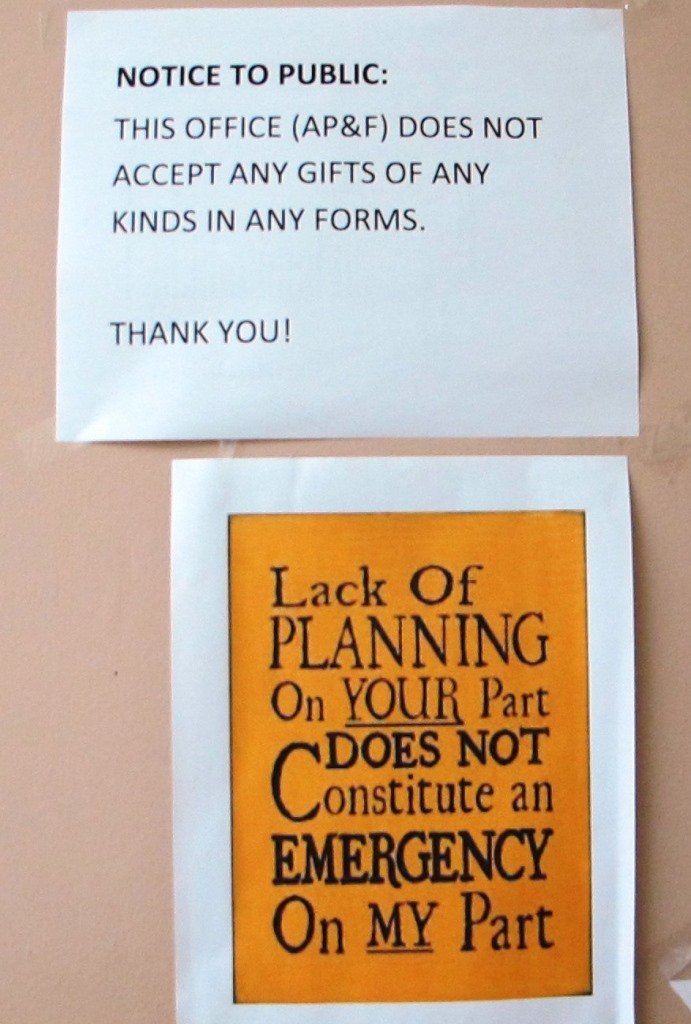 NOTICE TO PUBLIC:
THIS OFFICE (AP&F) DOES NOT
ACCEPT ANY GIFTS OF ANY
KINDS IN ANY FORMS.
THANK YOU!
Lack Of
PLANNING
On YOUR Part
DOES NOT
Constitute an
EMERGENCY
On MY Part